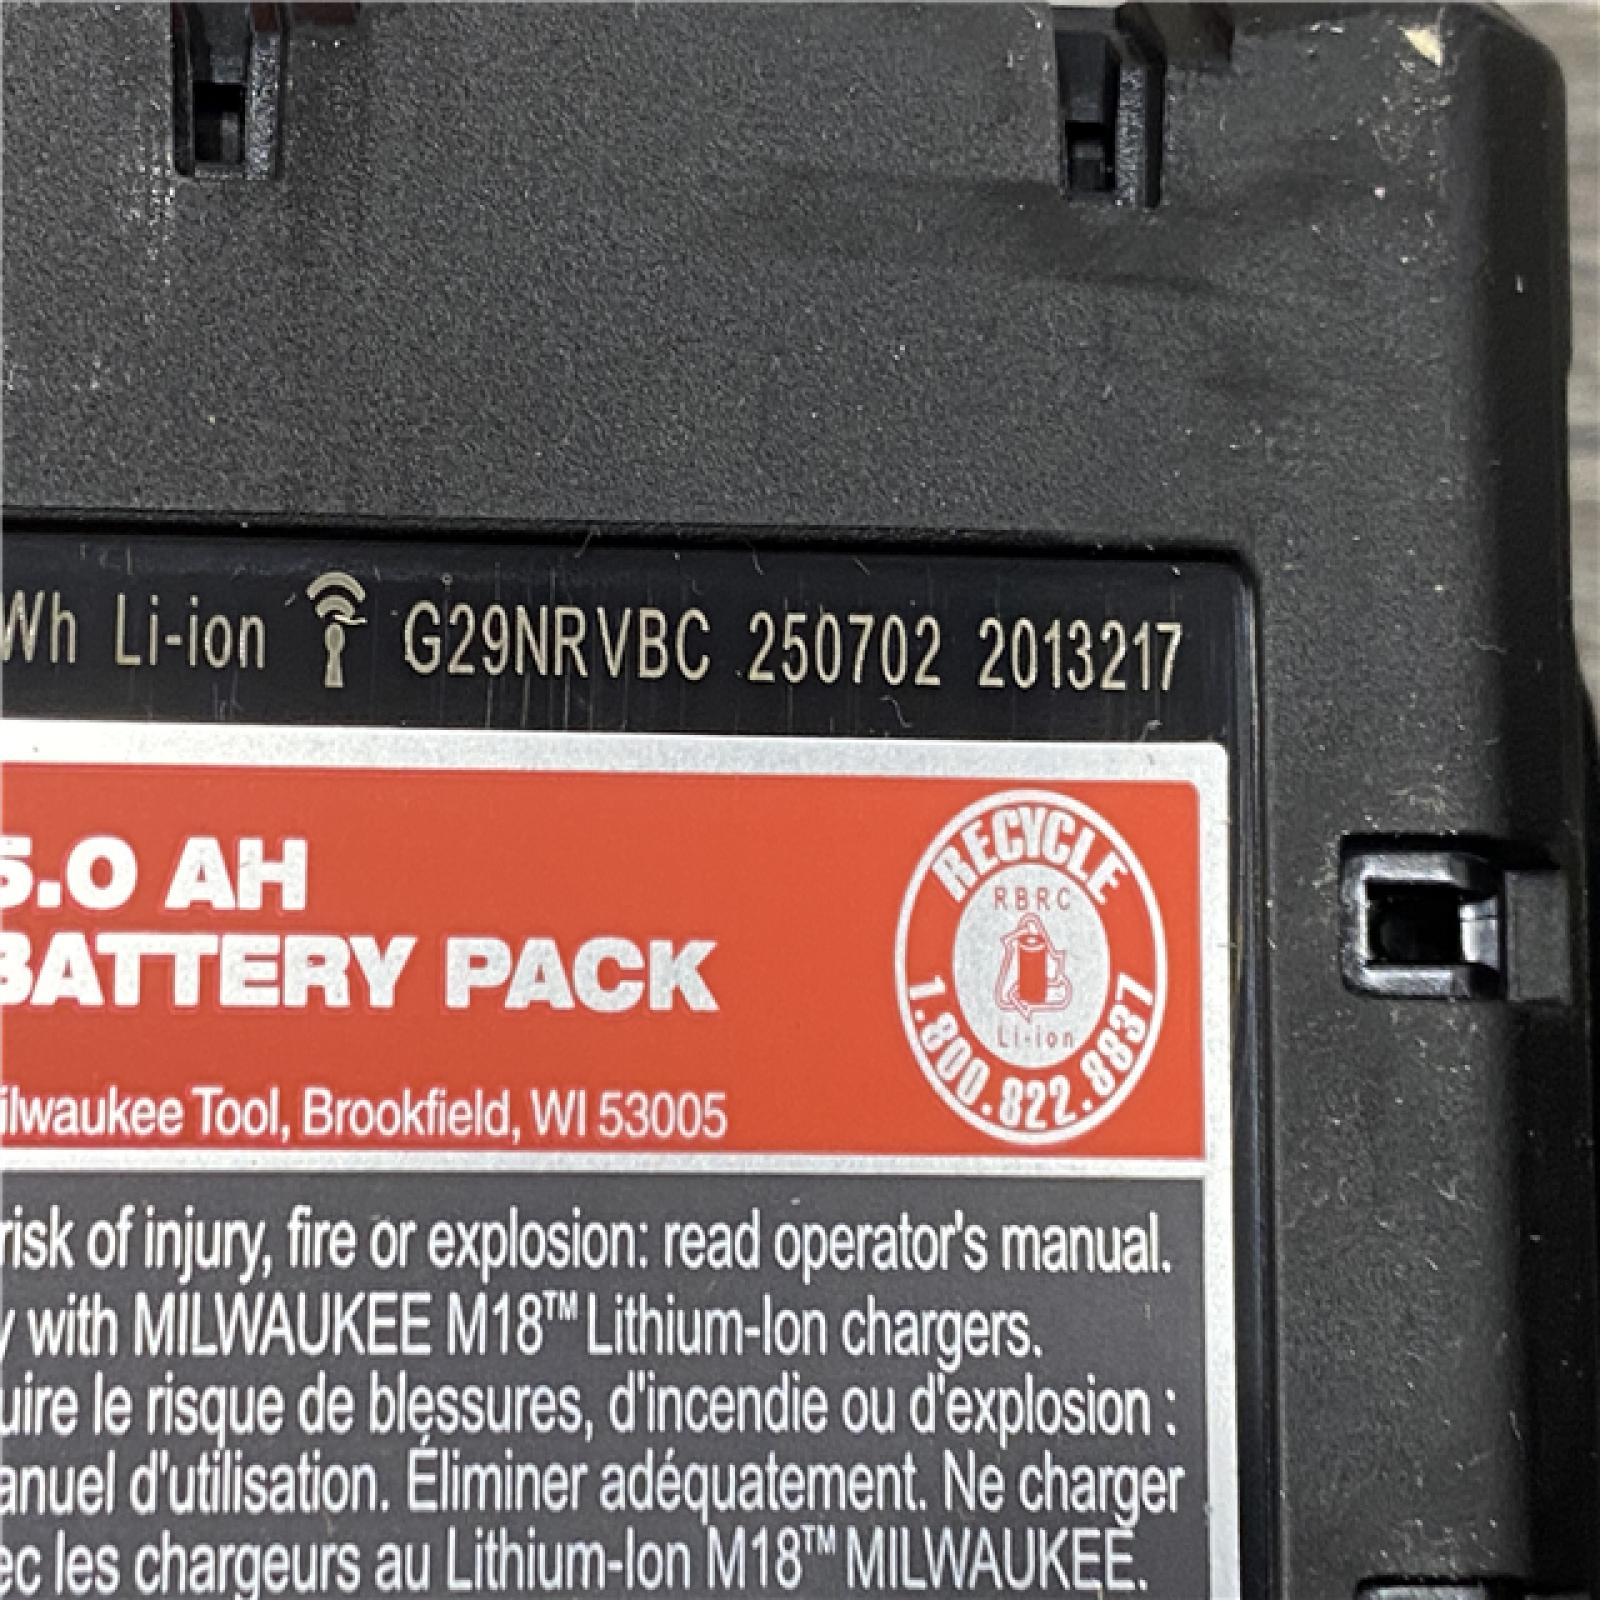 Wh Li-ion G29NRVBC 250702 2013217
5.0 AH
BATTERY PACK
RECYCLE
RBRC
Li-ion
1.800.822.8837
ilwaukee Tool, Brookfield, WI 53005
risk of injury, fire or explosion: read operator's manual.
y with MILWAUKEE M18™ Lithium-Ion chargers.
uire le risque de blessures, d'incendie ou d'explosion :
anuel d'utilisation. Éliminer adéquatement. Ne charger
ec les chargeurs au Lithium-Ion M18™ MILWAUKEE.